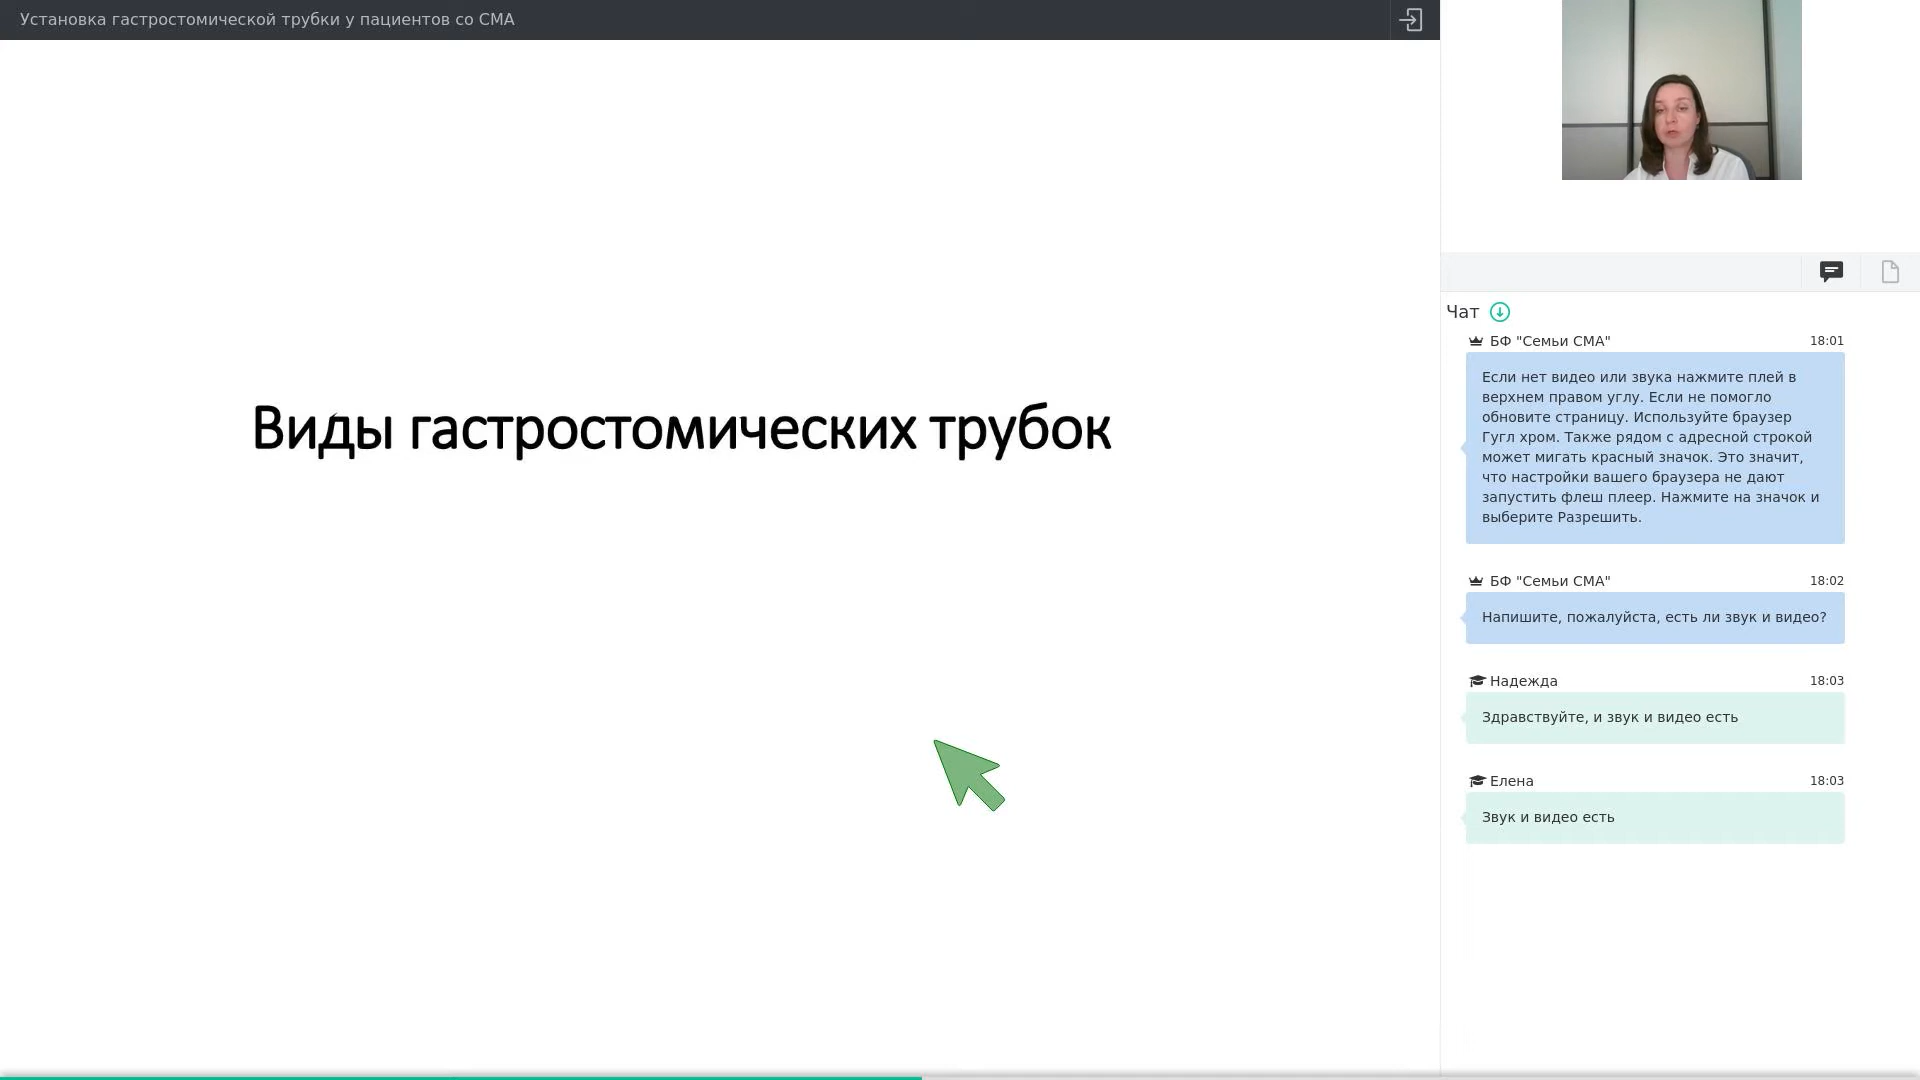 Установка гастростомической трубки у пациентов со СМА
Виды гастростомических трубок
Чат
БФ "Семьи СМА" 18:01
Если нет видео или звука нажмите плей в
верхнем правом углу. Если не помогло
обновите страницу. Используйте браузер
Гугл хром. Также рядом с адресной строкой
может мигать красный значок. Это значит,
что настройки вашего браузера не дают
запустить флеш плеер. Нажмите на значок и
выберите Разрешить.
БФ "Семьи СМА" 18:02
Напишите, пожалуйста, есть ли звук и видео?
Надежда 18:03
Здравствуйте, и звук и видео есть
Елена 18:03
Звук и видео есть